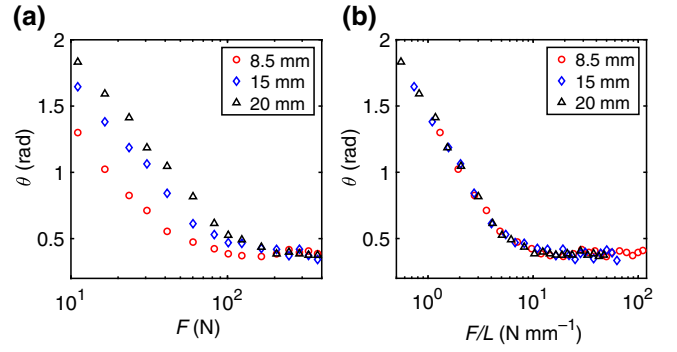 (a)
2
1.5
1
0.5
θ (rad)
8.5 mm
15 mm
20 mm
10¹
10²
F (N)
(b)
2
1.5
1
0.5
θ (rad)
8.5 mm
15 mm
20 mm
10⁰
10¹
10²
F/L (N mm⁻¹)